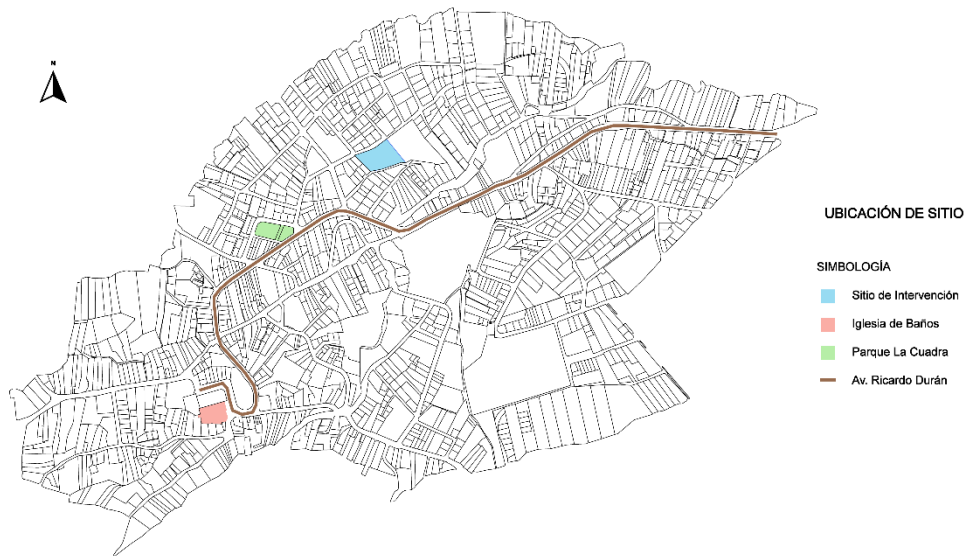 N
UBICACIÓN DE SITIO
SIMBOLOGÍA
Sitio de Intervención
Iglesia de Baños
Parque La Cuadra
Av. Ricardo Durán